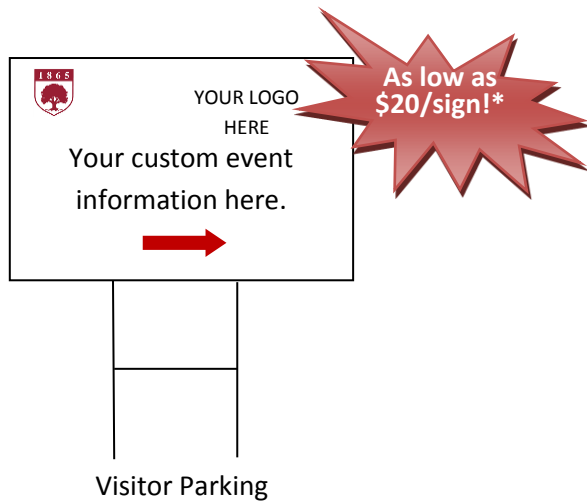 1865
YOUR LOGO
HERE
As low as
$20/sign!*
Your custom event
information here.
Visitor Parking